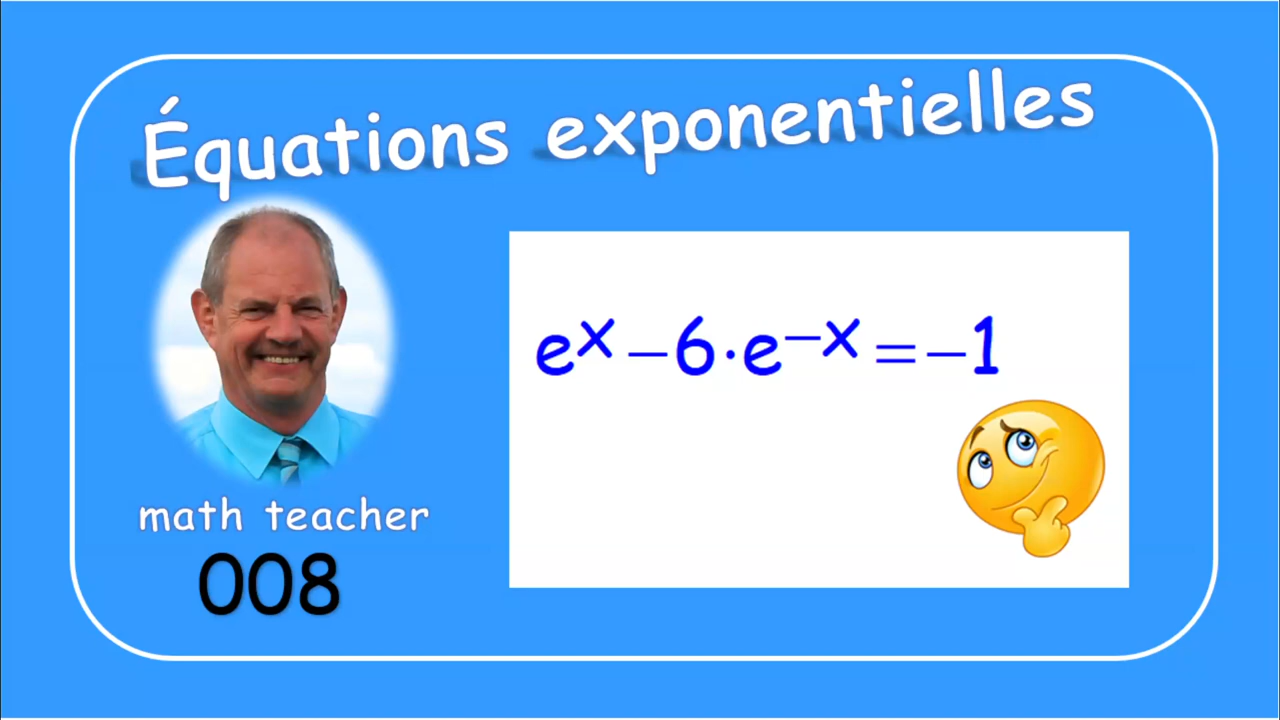 Équations exponentielles
e^x – 6·e^–x = –1
math teacher
008